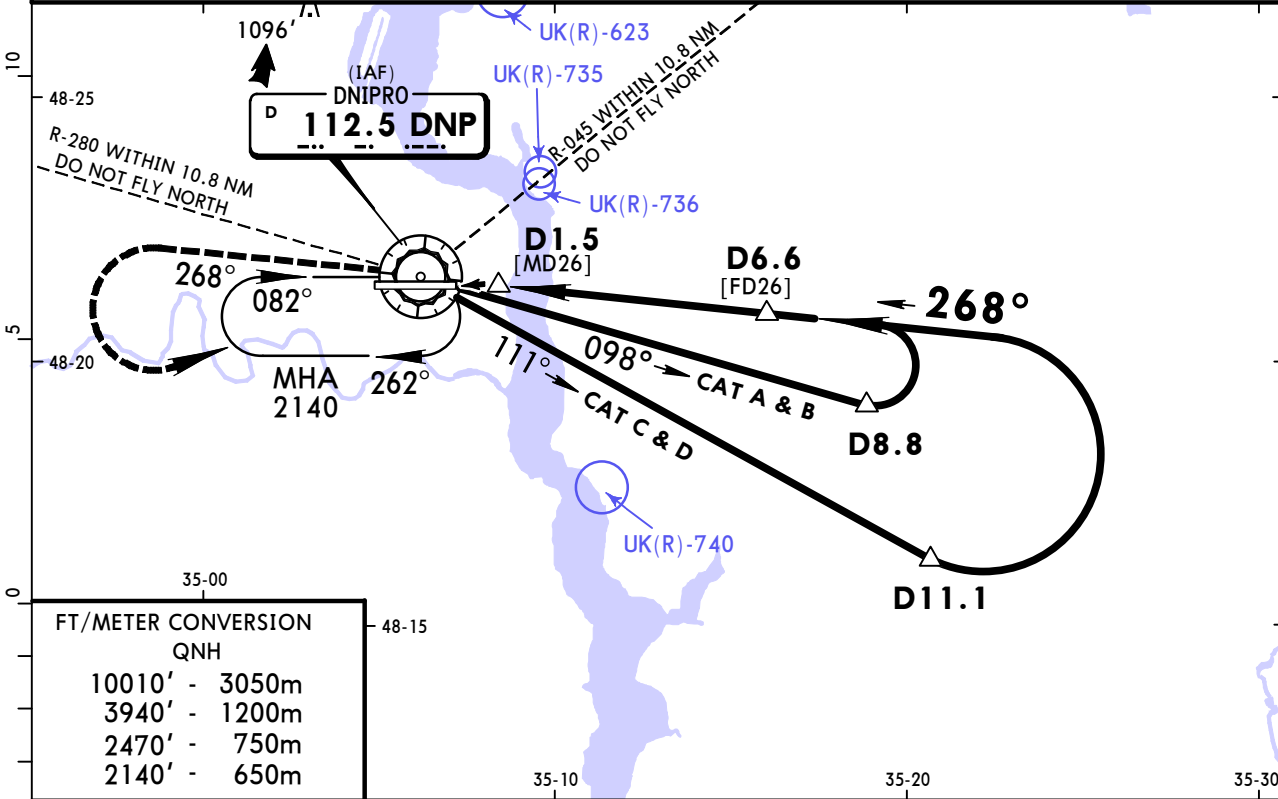 1096'
UK(R)-623
10
(IAF)
DNIPRO
D 112.5 DNP
UK(R)-735
R-045 WITHIN 10.8 NM
DO NOT FLY NORTH
48-25
R-280 WITHIN 10.8 NM
DO NOT FLY NORTH
UK(R)-736
D1.5
[MD26]
D6.6
[FD26]
268°
268°
082°
5
48-20
111°
098°
CAT A & B
CAT C & D
MHA
2140
262°
D8.8
UK(R)-740
35-00
0
D11.1
FT/METER CONVERSION
QNH
10010' - 3050m
3940' - 1200m
2470' - 750m
2140' - 650m
48-15
35-10
35-20
35-30